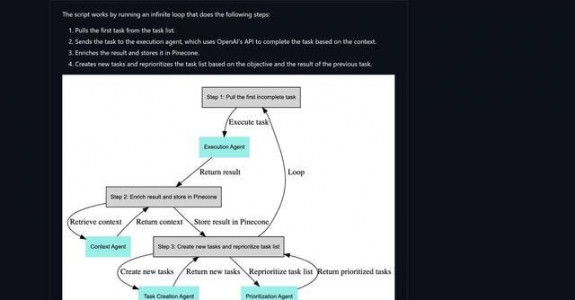 The script works by running an infinite loop that does the following steps:
1. Pulls the first task from the task list.
2. Sends the task to the execution agent, which uses OpenAI's API to complete the task based on the context.
3. Enriches the result and stores it in Pinecone.
4. Creates new tasks and reprioritizes the task list based on the objective and the result of the previous task.
Step 1: Pull the first incomplete task
Execute task
Execution Agent
Return result
Loop
Step 2: Enrich result and store in Pinecone
Retrieve context
Return context
Store result in Pinecone
Context Agent
Step 3: Create new tasks and reprioritize task list
Create new tasks
Return new tasks
Reprioritize task list
Return prioritized tasks
Task Creation Agent
Prioritization Agent